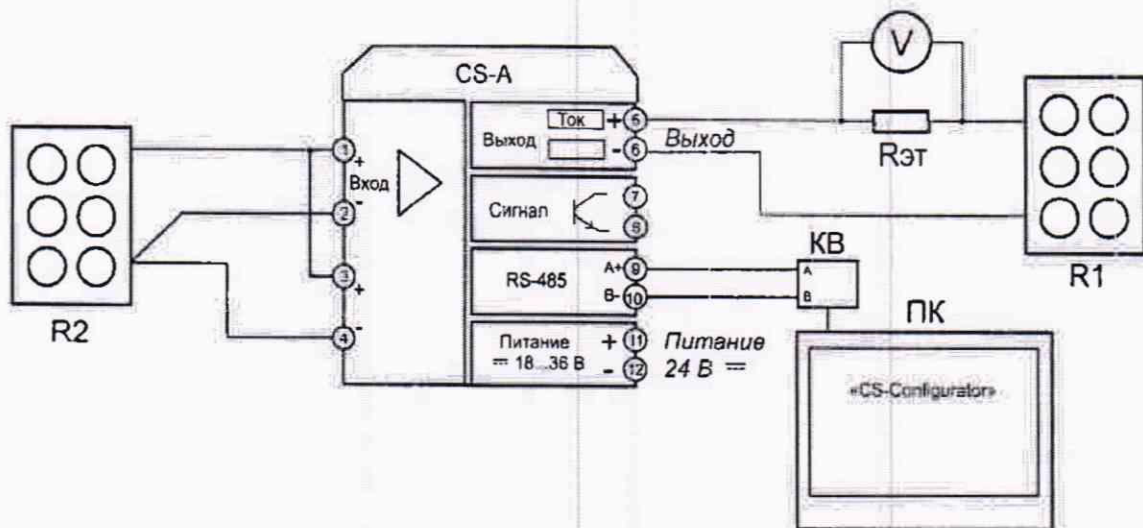 V
CS-A
Ток + 5
Выход - 6
Выход
Rэт
1
+
Вход
-
2
3
+
-
4
Сигнал
7
8
R2
RS-485
A+ 9
B- 10
КВ
A
B
R1
ПК
Питание
⎓ 18...36 В
+ 11
- 12
Питание
24 В ⎓
«CS-Configurator»